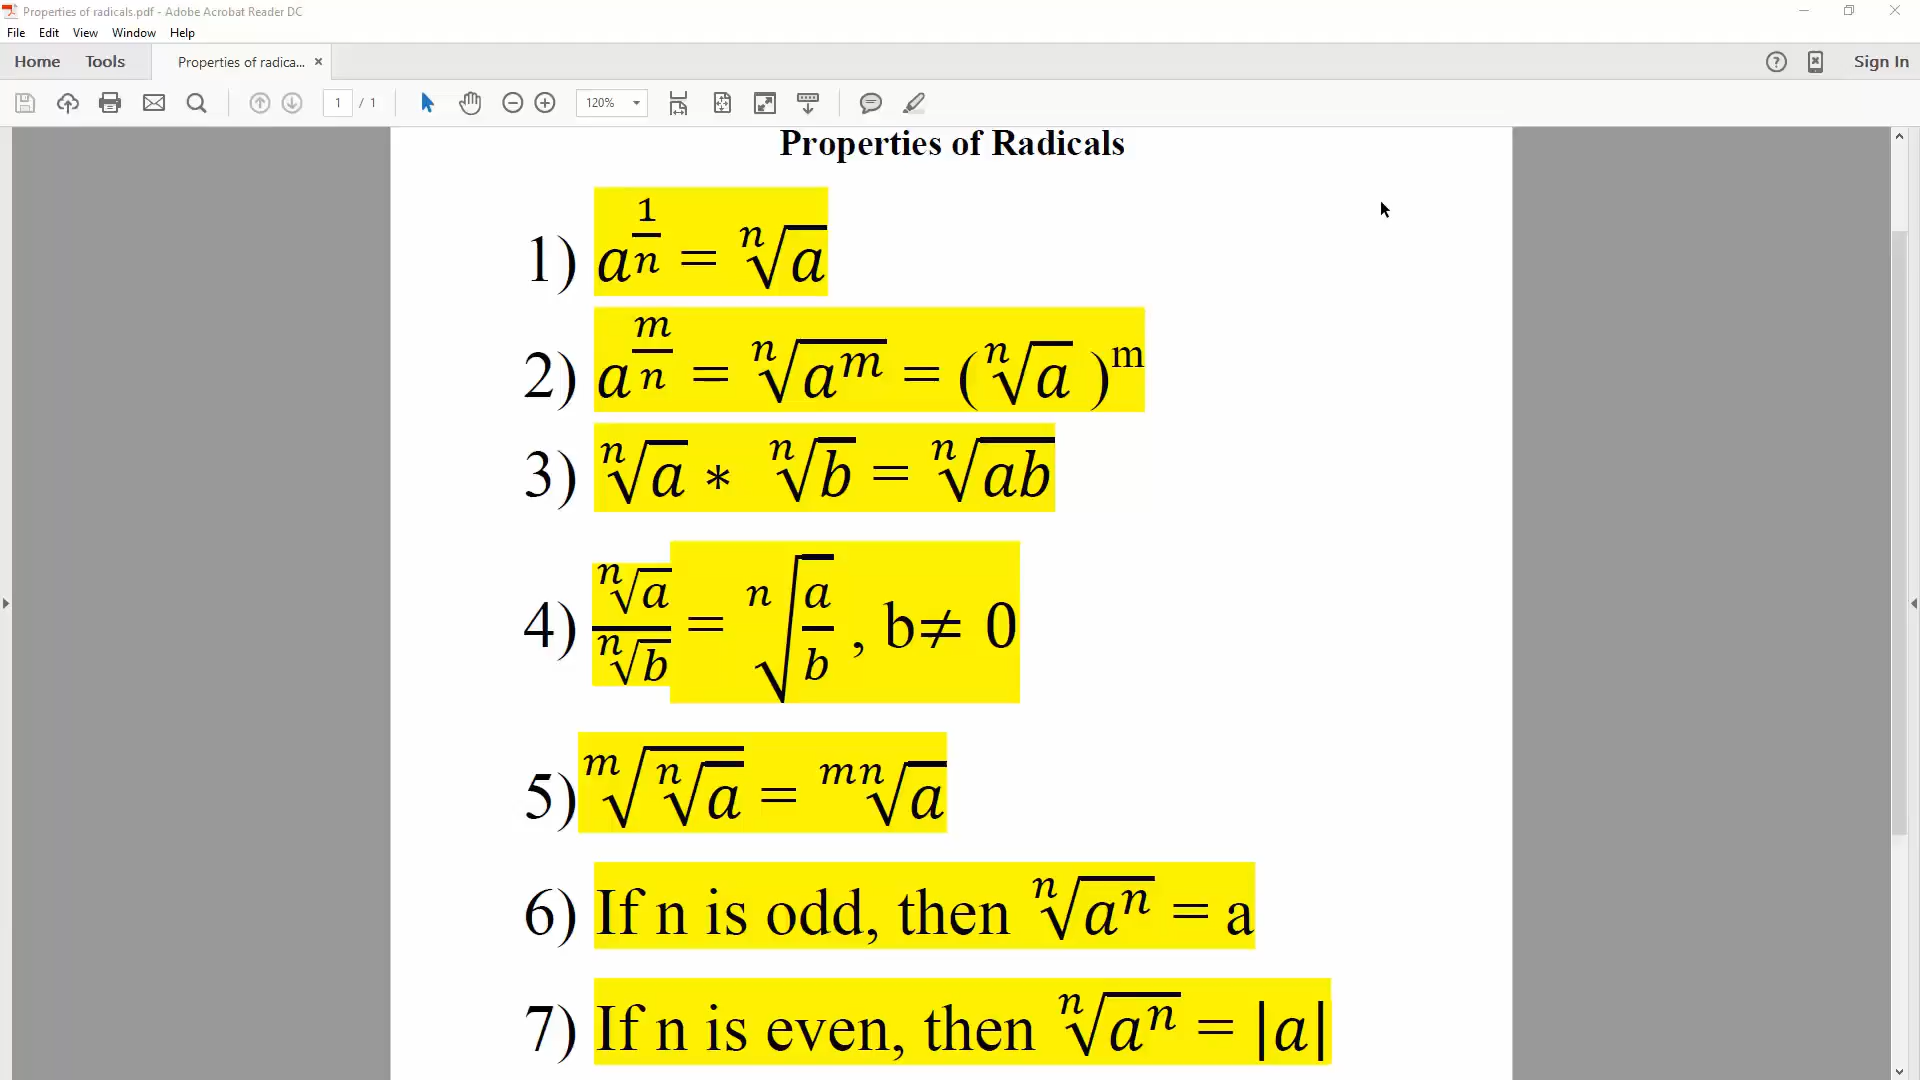 Properties of radicals.pdf - Adobe Acrobat Reader DC
File Edit View Window Help
Home Tools Properties of radica... × Sign In
1 / 1 120%
Properties of Radicals
1) a^(1/n) = ⁿ√a
2) a^(m/n) = ⁿ√(aᵐ) = (ⁿ√a )ᵐ
3) ⁿ√a * ⁿ√b = ⁿ√(ab)
4) ⁿ√a / ⁿ√b = ⁿ√(a/b) , b≠ 0
5) ᵐ√(ⁿ√a) = ᵐⁿ√a
6) If n is odd, then ⁿ√(aⁿ) = a
7) If n is even, then ⁿ√(aⁿ) = |a|